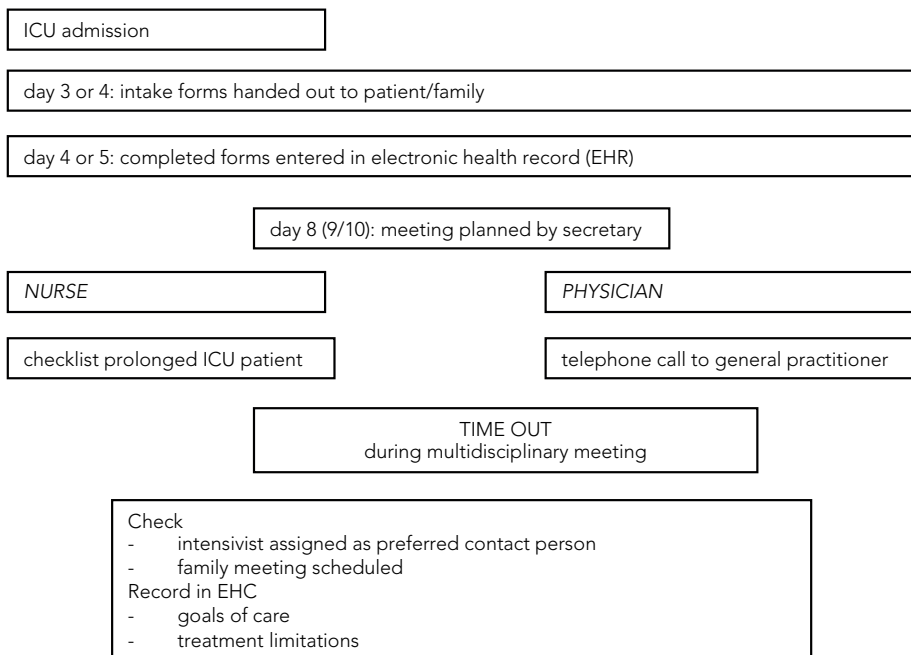 ICU admission
day 3 or 4: intake forms handed out to patient/family
day 4 or 5: completed forms entered in electronic health record (EHR)
day 8 (9/10): meeting planned by secretary
NURSE
PHYSICIAN
checklist prolonged ICU patient
telephone call to general practitioner
TIME OUT
during multidisciplinary meeting
Check
- intensivist assigned as preferred contact person
- family meeting scheduled
Record in EHC
- goals of care
- treatment limitations